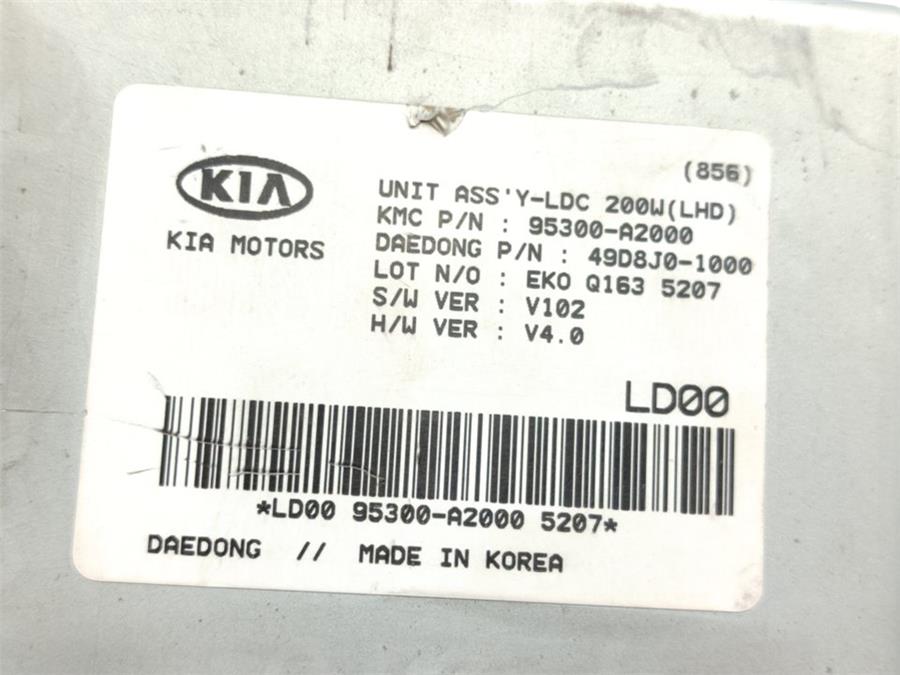 (856)
KIA
KIA MOTORS
UNIT ASS'Y-LDC 200W(LHD)
KMC P/N : 95300-A2000
DAEDONG P/N : 49D8J0-1000
LOT N/O : EKO Q163 5207
S/W VER : V102
H/W VER : V4.0
LD00
*LD00 95300-A2000 5207*
DAEDONG // MADE IN KOREA